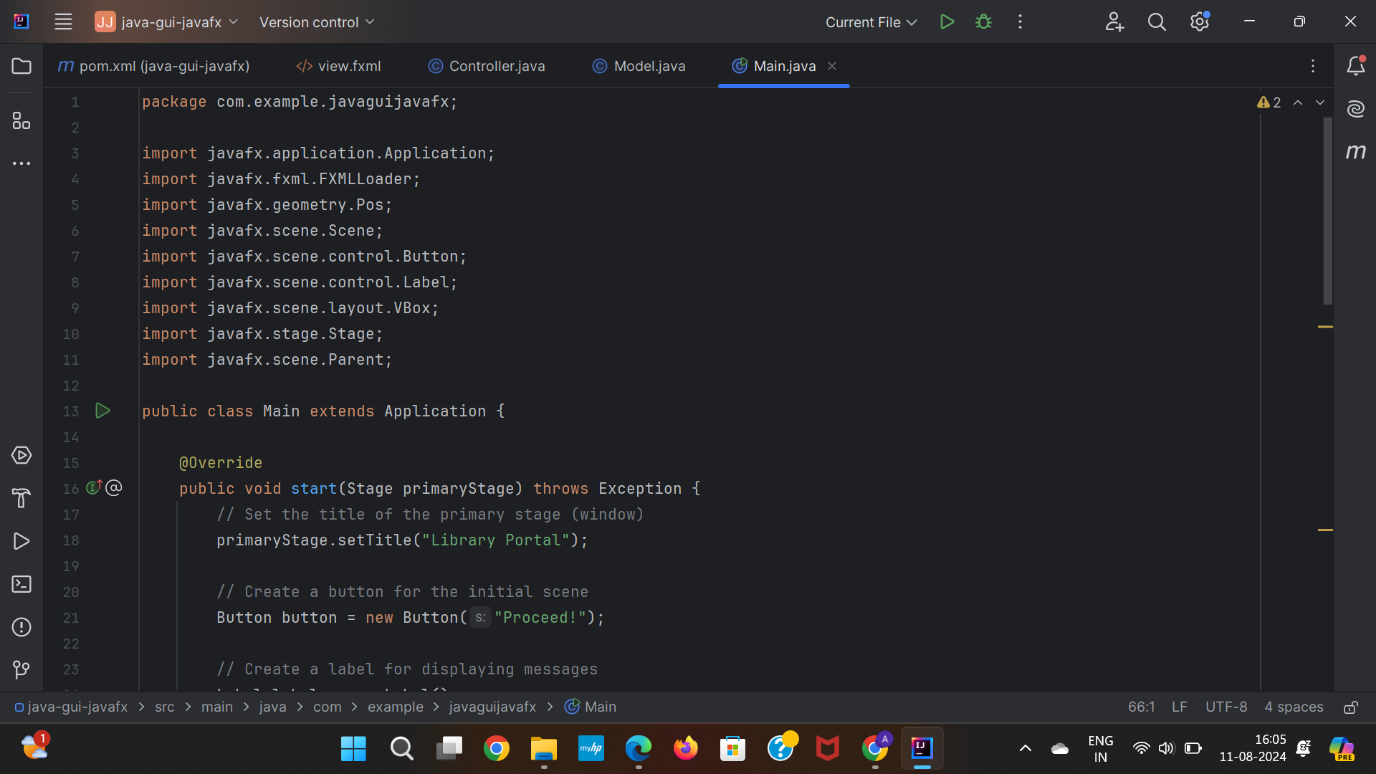 JJ java-gui-javafx Version control Current File
pom.xml (java-gui-javafx) view.fxml Controller.java Model.java Main.java
1 package com.example.javaguijavafx; 2
2
3 import javafx.application.Application;
4 import javafx.fxml.FXMLLoader;
5 import javafx.geometry.Pos;
6 import javafx.scene.Scene;
7 import javafx.scene.control.Button;
8 import javafx.scene.control.Label;
9 import javafx.scene.layout.VBox;
10 import javafx.stage.Stage;
11 import javafx.scene.Parent;
12
13 public class Main extends Application {
14
15 @Override
16 public void start(Stage primaryStage) throws Exception {
17 // Set the title of the primary stage (window)
18 primaryStage.setTitle("Library Portal");
19
20 // Create a button for the initial scene
21 Button button = new Button( s: "Proceed!");
22
23 // Create a label for displaying messages
java-gui-javafx > src > main > java > com > example > javaguijavafx > Main 66:1 LF UTF-8 4 spaces
1 myhp A ENG IN 16:05 11-08-2024 PRE